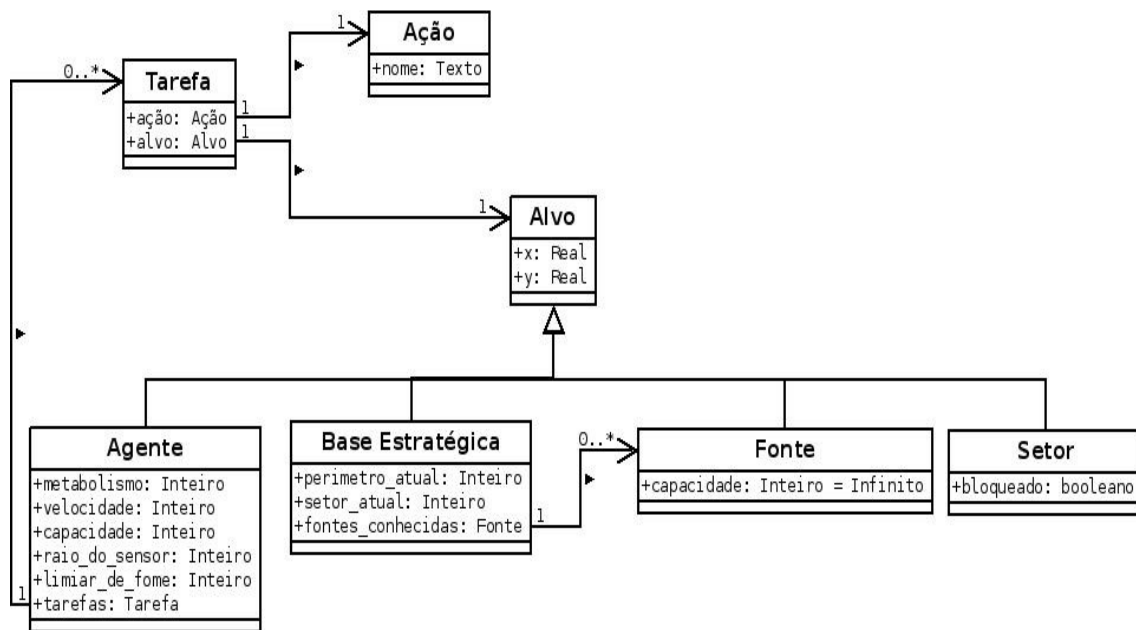 1
Ação
+nome: Texto
0..*
Tarefa
+ação: Ação
+alvo: Alvo
1
1
1
Alvo
+x: Real
+y: Real
Agente
+metabolismo: Inteiro
+velocidade: Inteiro
+capacidade: Inteiro
+raio_do_sensor: Inteiro
+limiar_de_fome: Inteiro
+tarefas: Tarefa
1
Base Estratégica
+perimetro_atual: Inteiro
+setor_atual: Inteiro
+fontes_conhecidas: Fonte
1
0..*
Fonte
+capacidade: Inteiro = Infinito
Setor
+bloqueado: booleano